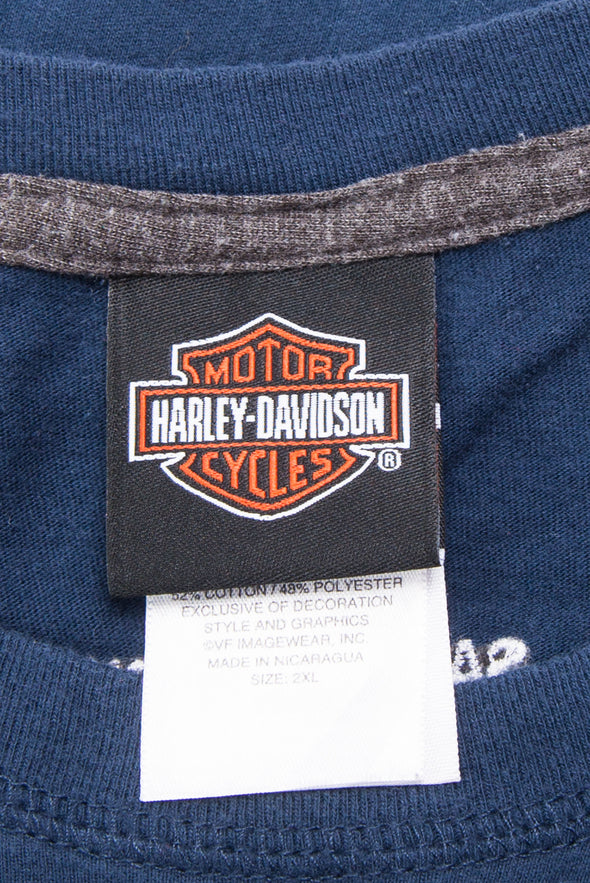 MOTOR
HARLEY-DAVIDSON
CYCLES
®
52% COTTON / 48% POLYESTER
EXCLUSIVE OF DECORATION
STYLE AND GRAPHICS
©VF IMAGEWEAR, INC.
MADE IN NICARAGUA
SIZE: 2XL